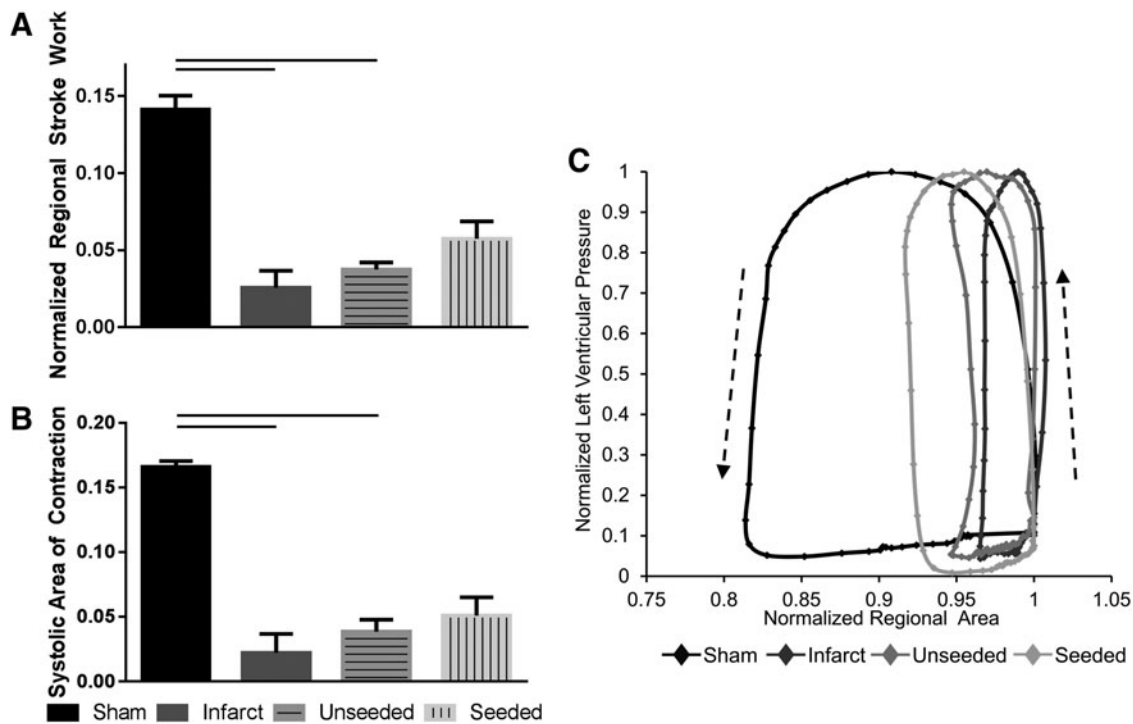 A
Normalized Regional Stroke Work
0.15
0.10
0.05
0.00
B
Systolic Area of Contraction
0.20
0.15
0.10
0.05
0.00
Sham Infarct Unseeded Seeded
C
Normalized Left Ventricular Pressure
1
0.9
0.8
0.7
0.6
0.5
0.4
0.3
0.2
0.1
0
0.75 0.8 0.85 0.9 0.95 1 1.05
Normalized Regional Area
Sham Infarct Unseeded Seeded